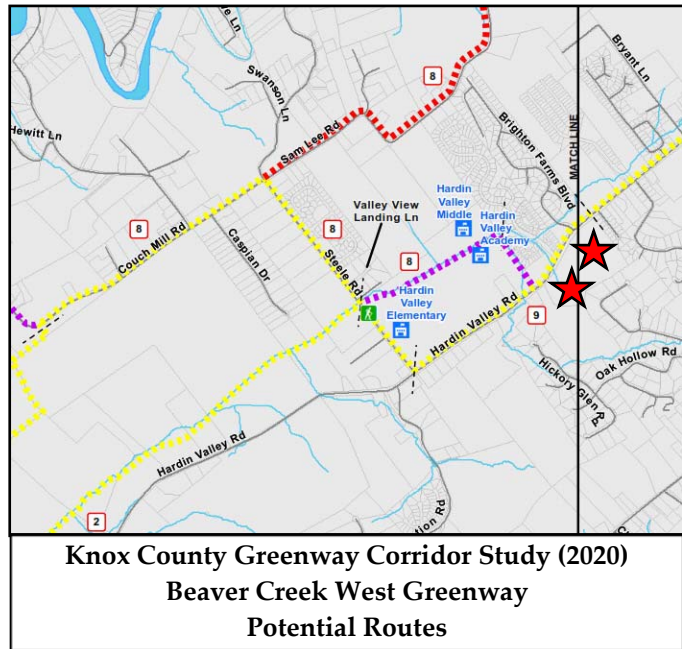 Bryant Ln
Swanson Ln
8
Brighton Farms Blvd
MATCH LINE
Hewitt Ln
Sam Lee Rd
Valley View
Landing Ln
Hardin
Valley
Middle
Hardin
Valley
Academy
8
Couch Mill Rd
8
Caspian Dr
Steele Rd
8
Hardin
Valley
Elementary
Hardin Valley Rd
9
Oak Hollow Rd
Hickory Glen Rd
Hardin Valley Rd
2
Knox County Greenway Corridor Study (2020)
Beaver Creek West Greenway
Potential Routes